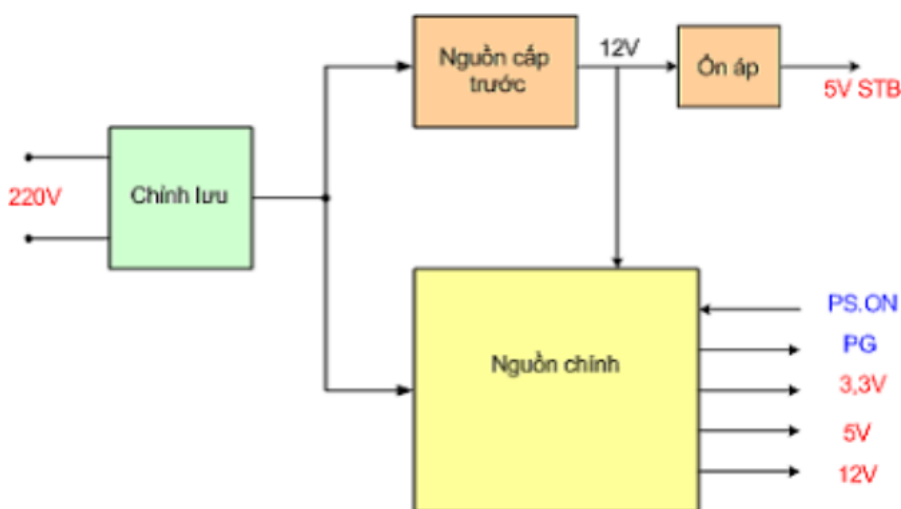 Nguồn cấp
trước
12V
Ổn áp
5V STB
220V
Chỉnh lưu
Nguồn chính
PS.ON
PG
3,3V
5V
12V